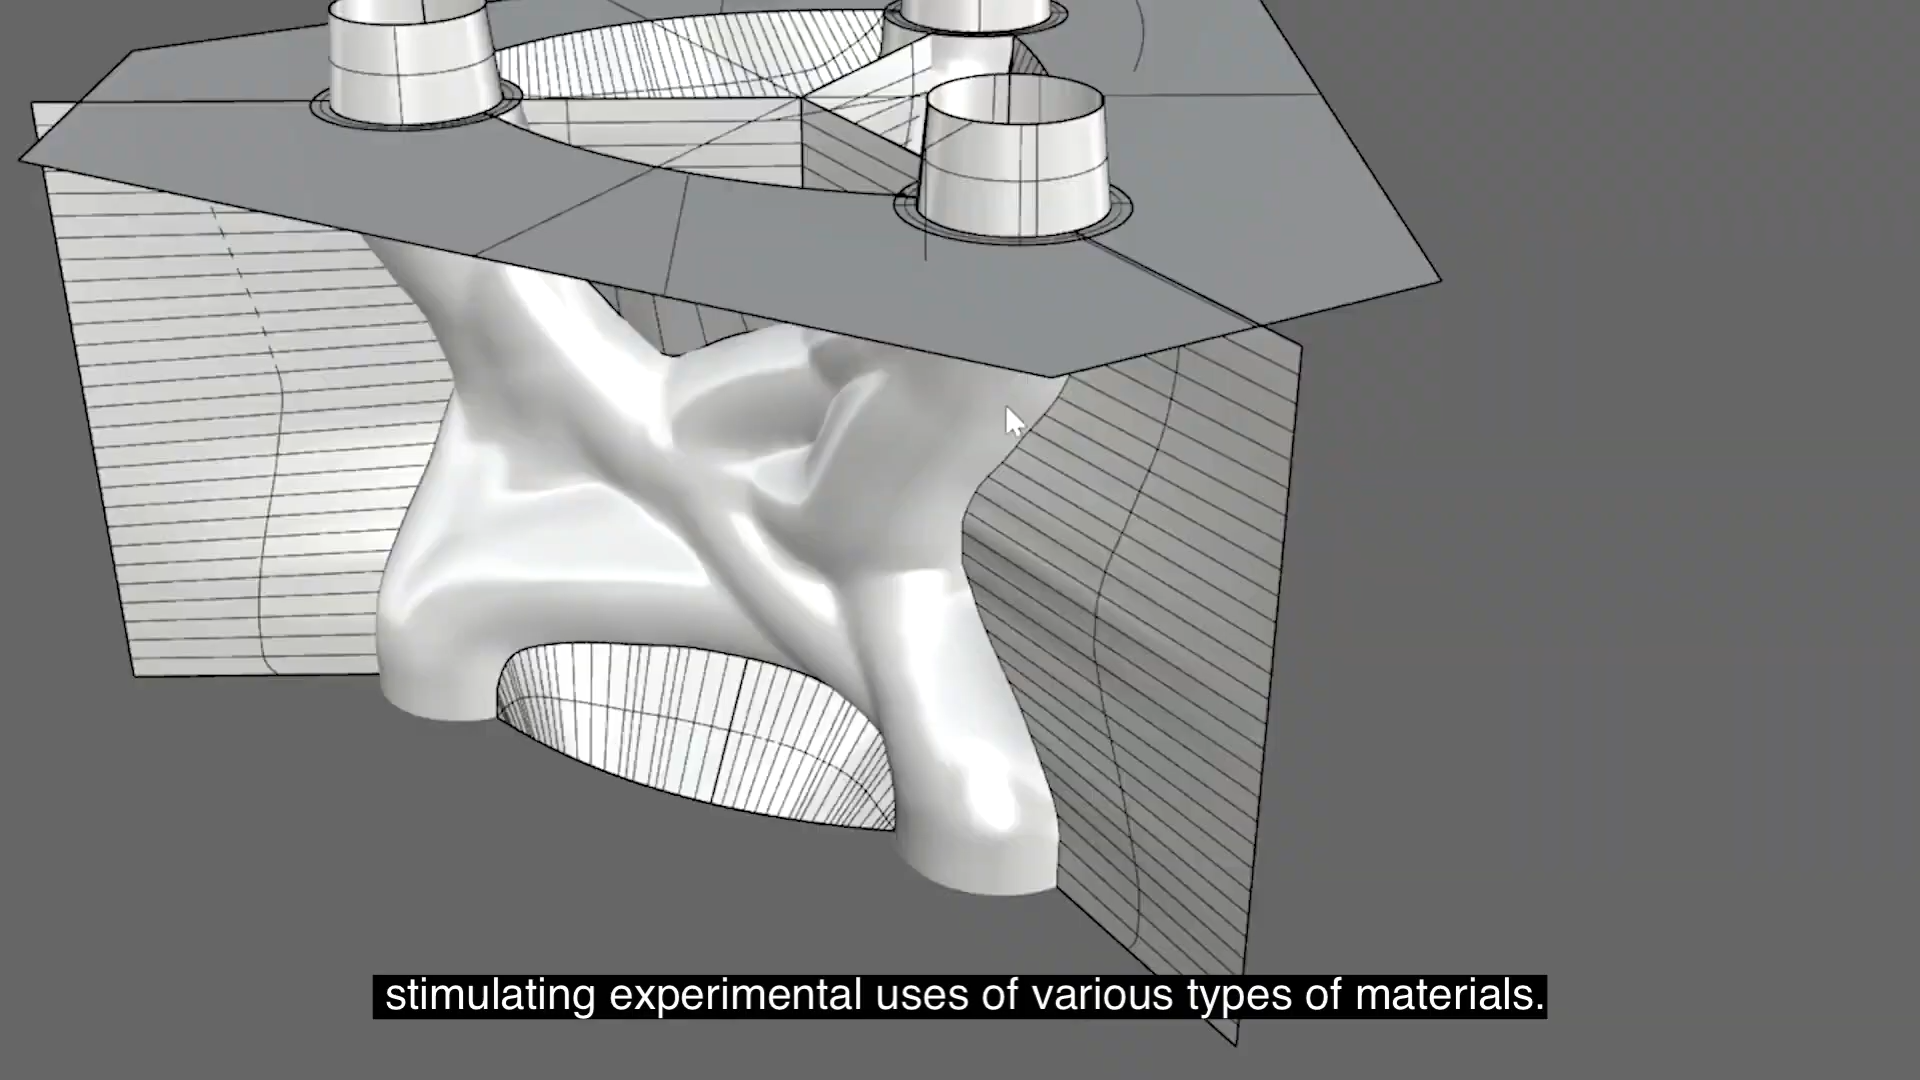 stimulating experimental uses of various types of materials.